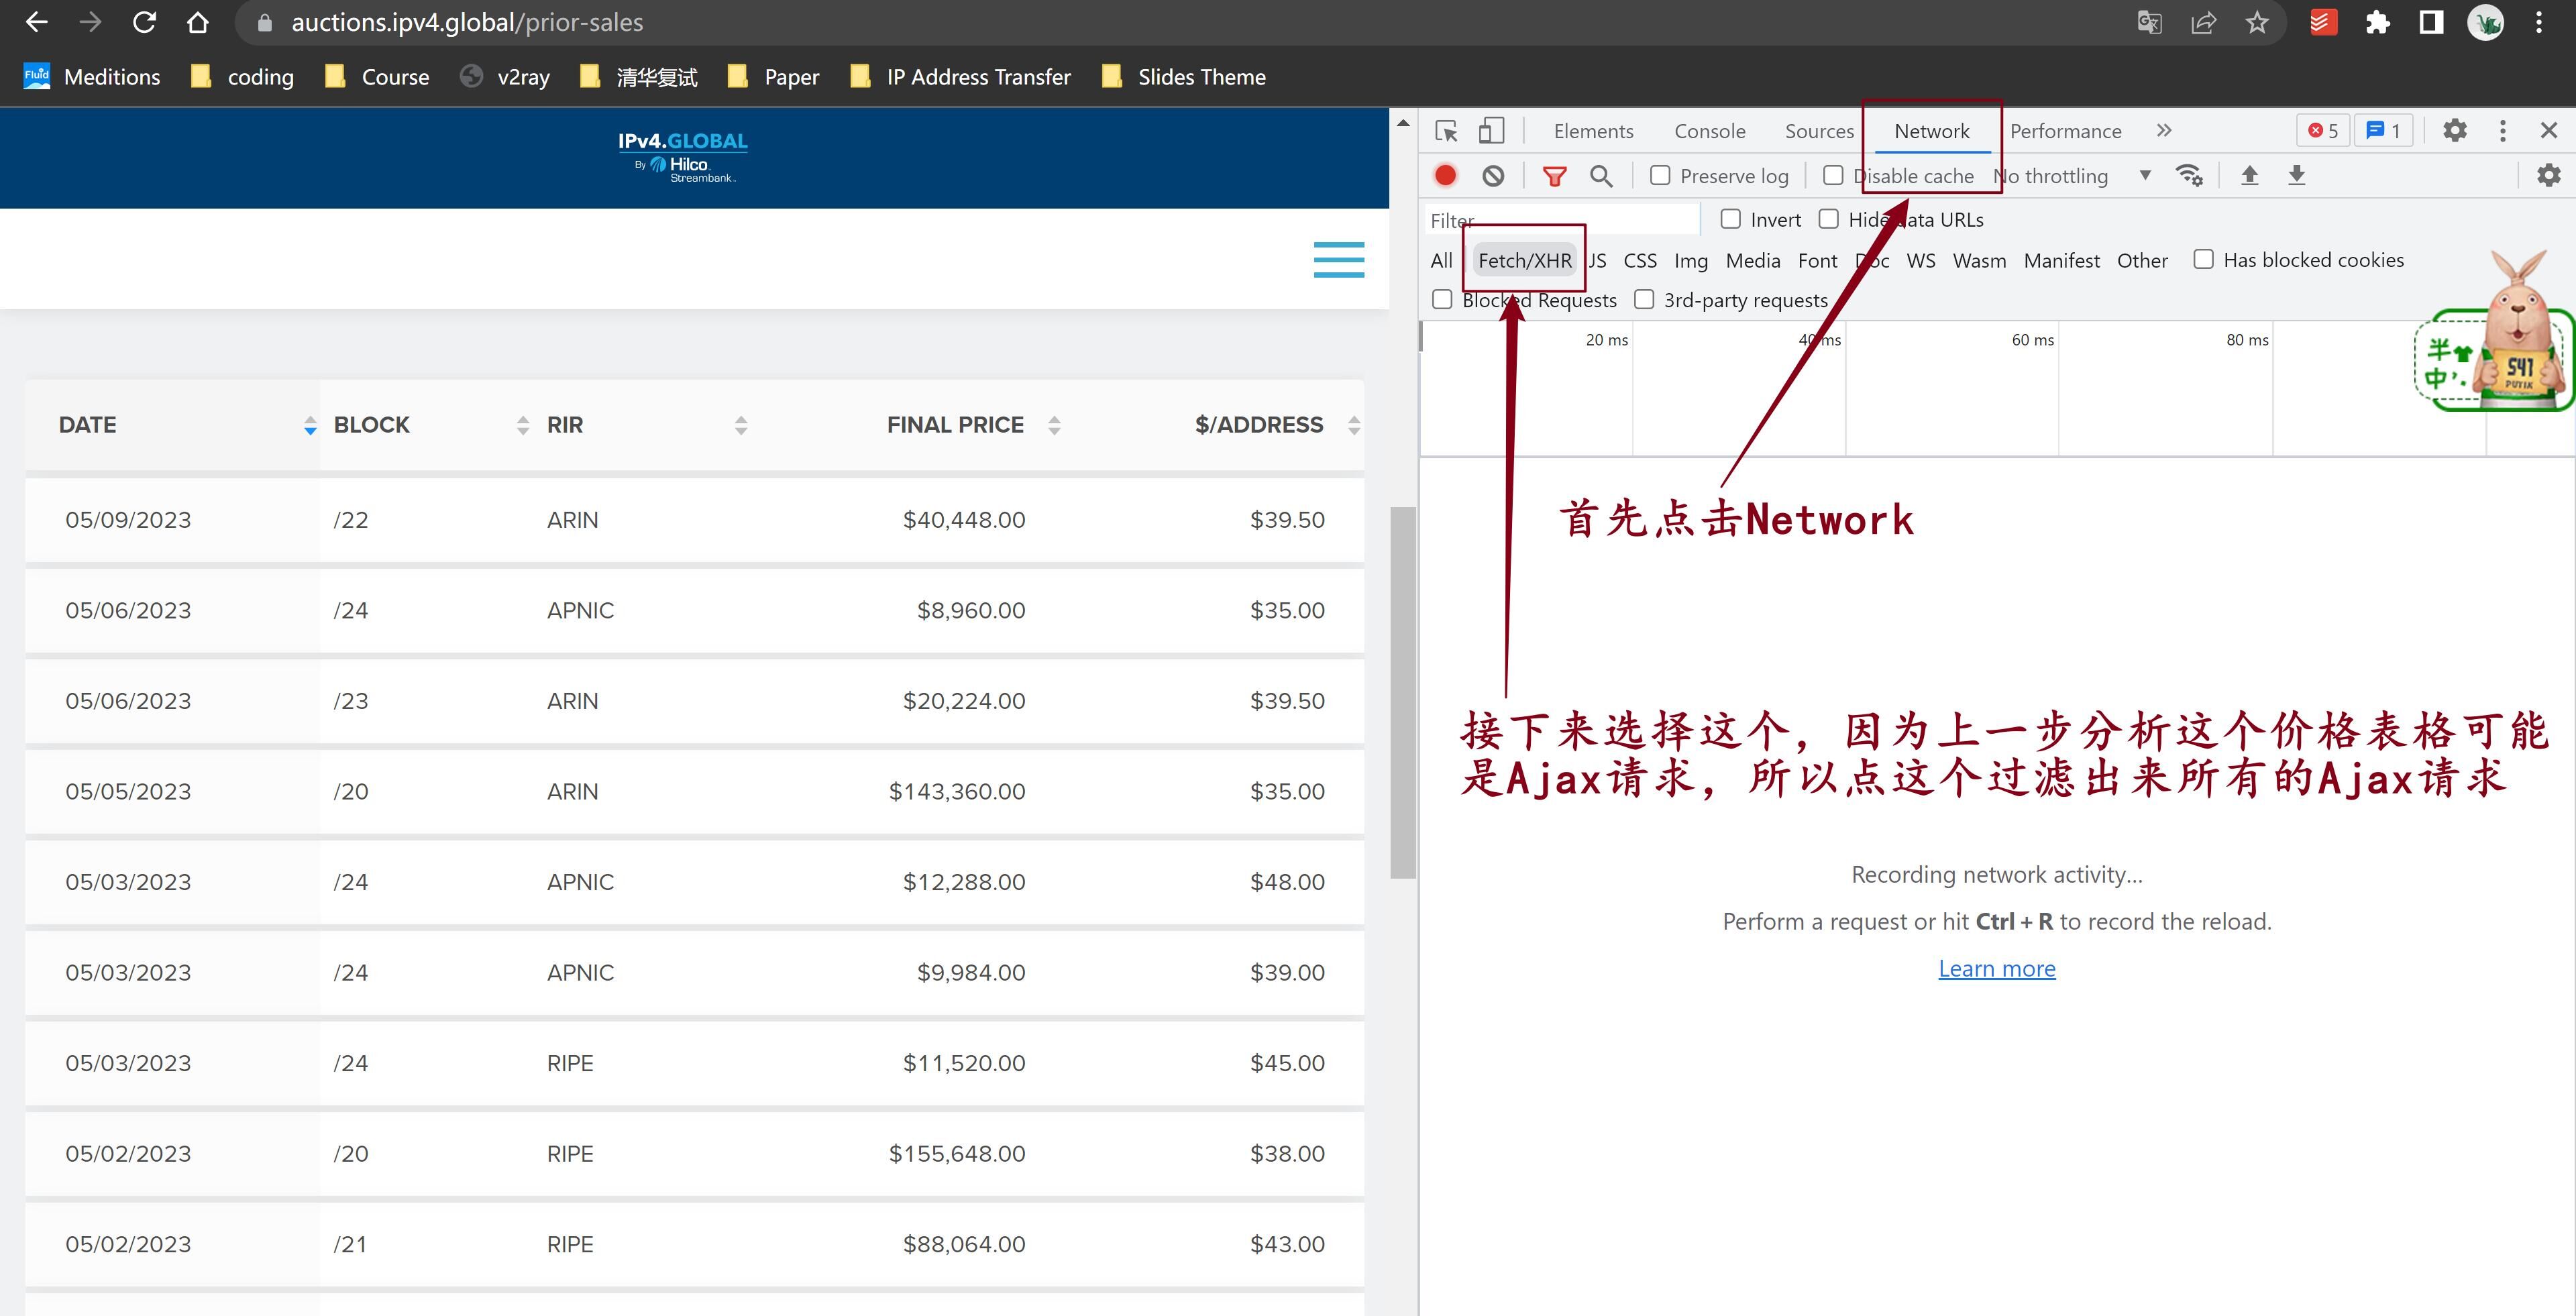 auctions.ipv4.global/prior-sales
Fluid Meditions coding Course v2ray 清华复试 Paper IP Address Transfer Slides Theme
IPv4.GLOBAL
By Hilco
Streambank
DATE BLOCK RIR FINAL PRICE $/ADDRESS
05/09/2023 /22 ARIN $40,448.00 $39.50
05/06/2023 /24 APNIC $8,960.00 $35.00
05/06/2023 /23 ARIN $20,224.00 $39.50
05/05/2023 /20 ARIN $143,360.00 $35.00
05/03/2023 /24 APNIC $12,288.00 $48.00
05/03/2023 /24 APNIC $9,984.00 $39.00
05/03/2023 /24 RIPE $11,520.00 $45.00
05/02/2023 /20 RIPE $155,648.00 $38.00
05/02/2023 /21 RIPE $88,064.00 $43.00
Elements Console Sources Network Performance 5 1
Preserve log Disable cache No throttling
Filter Invert Hide data URLs
All Fetch/XHR JS CSS Img Media Font Doc WS Wasm Manifest Other Has blocked cookies
Blocked Requests 3rd-party requests
20 ms 40 ms 60 ms 80 ms
半
中
541
PUYIK
首先点击Network
接下来选择这个，因为上一步分析这个价格表格可能
是Ajax请求，所以点这个过滤出来所有的Ajax请求
Recording network activity...
Perform a request or hit Ctrl + R to record the reload.
Learn more